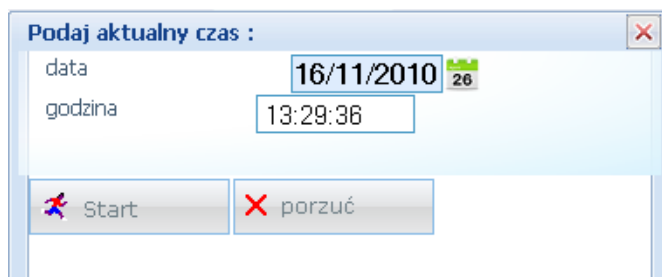 Podaj aktualny czas :
data 16/11/2010 26
godzina 13:29:36
Start porzuć